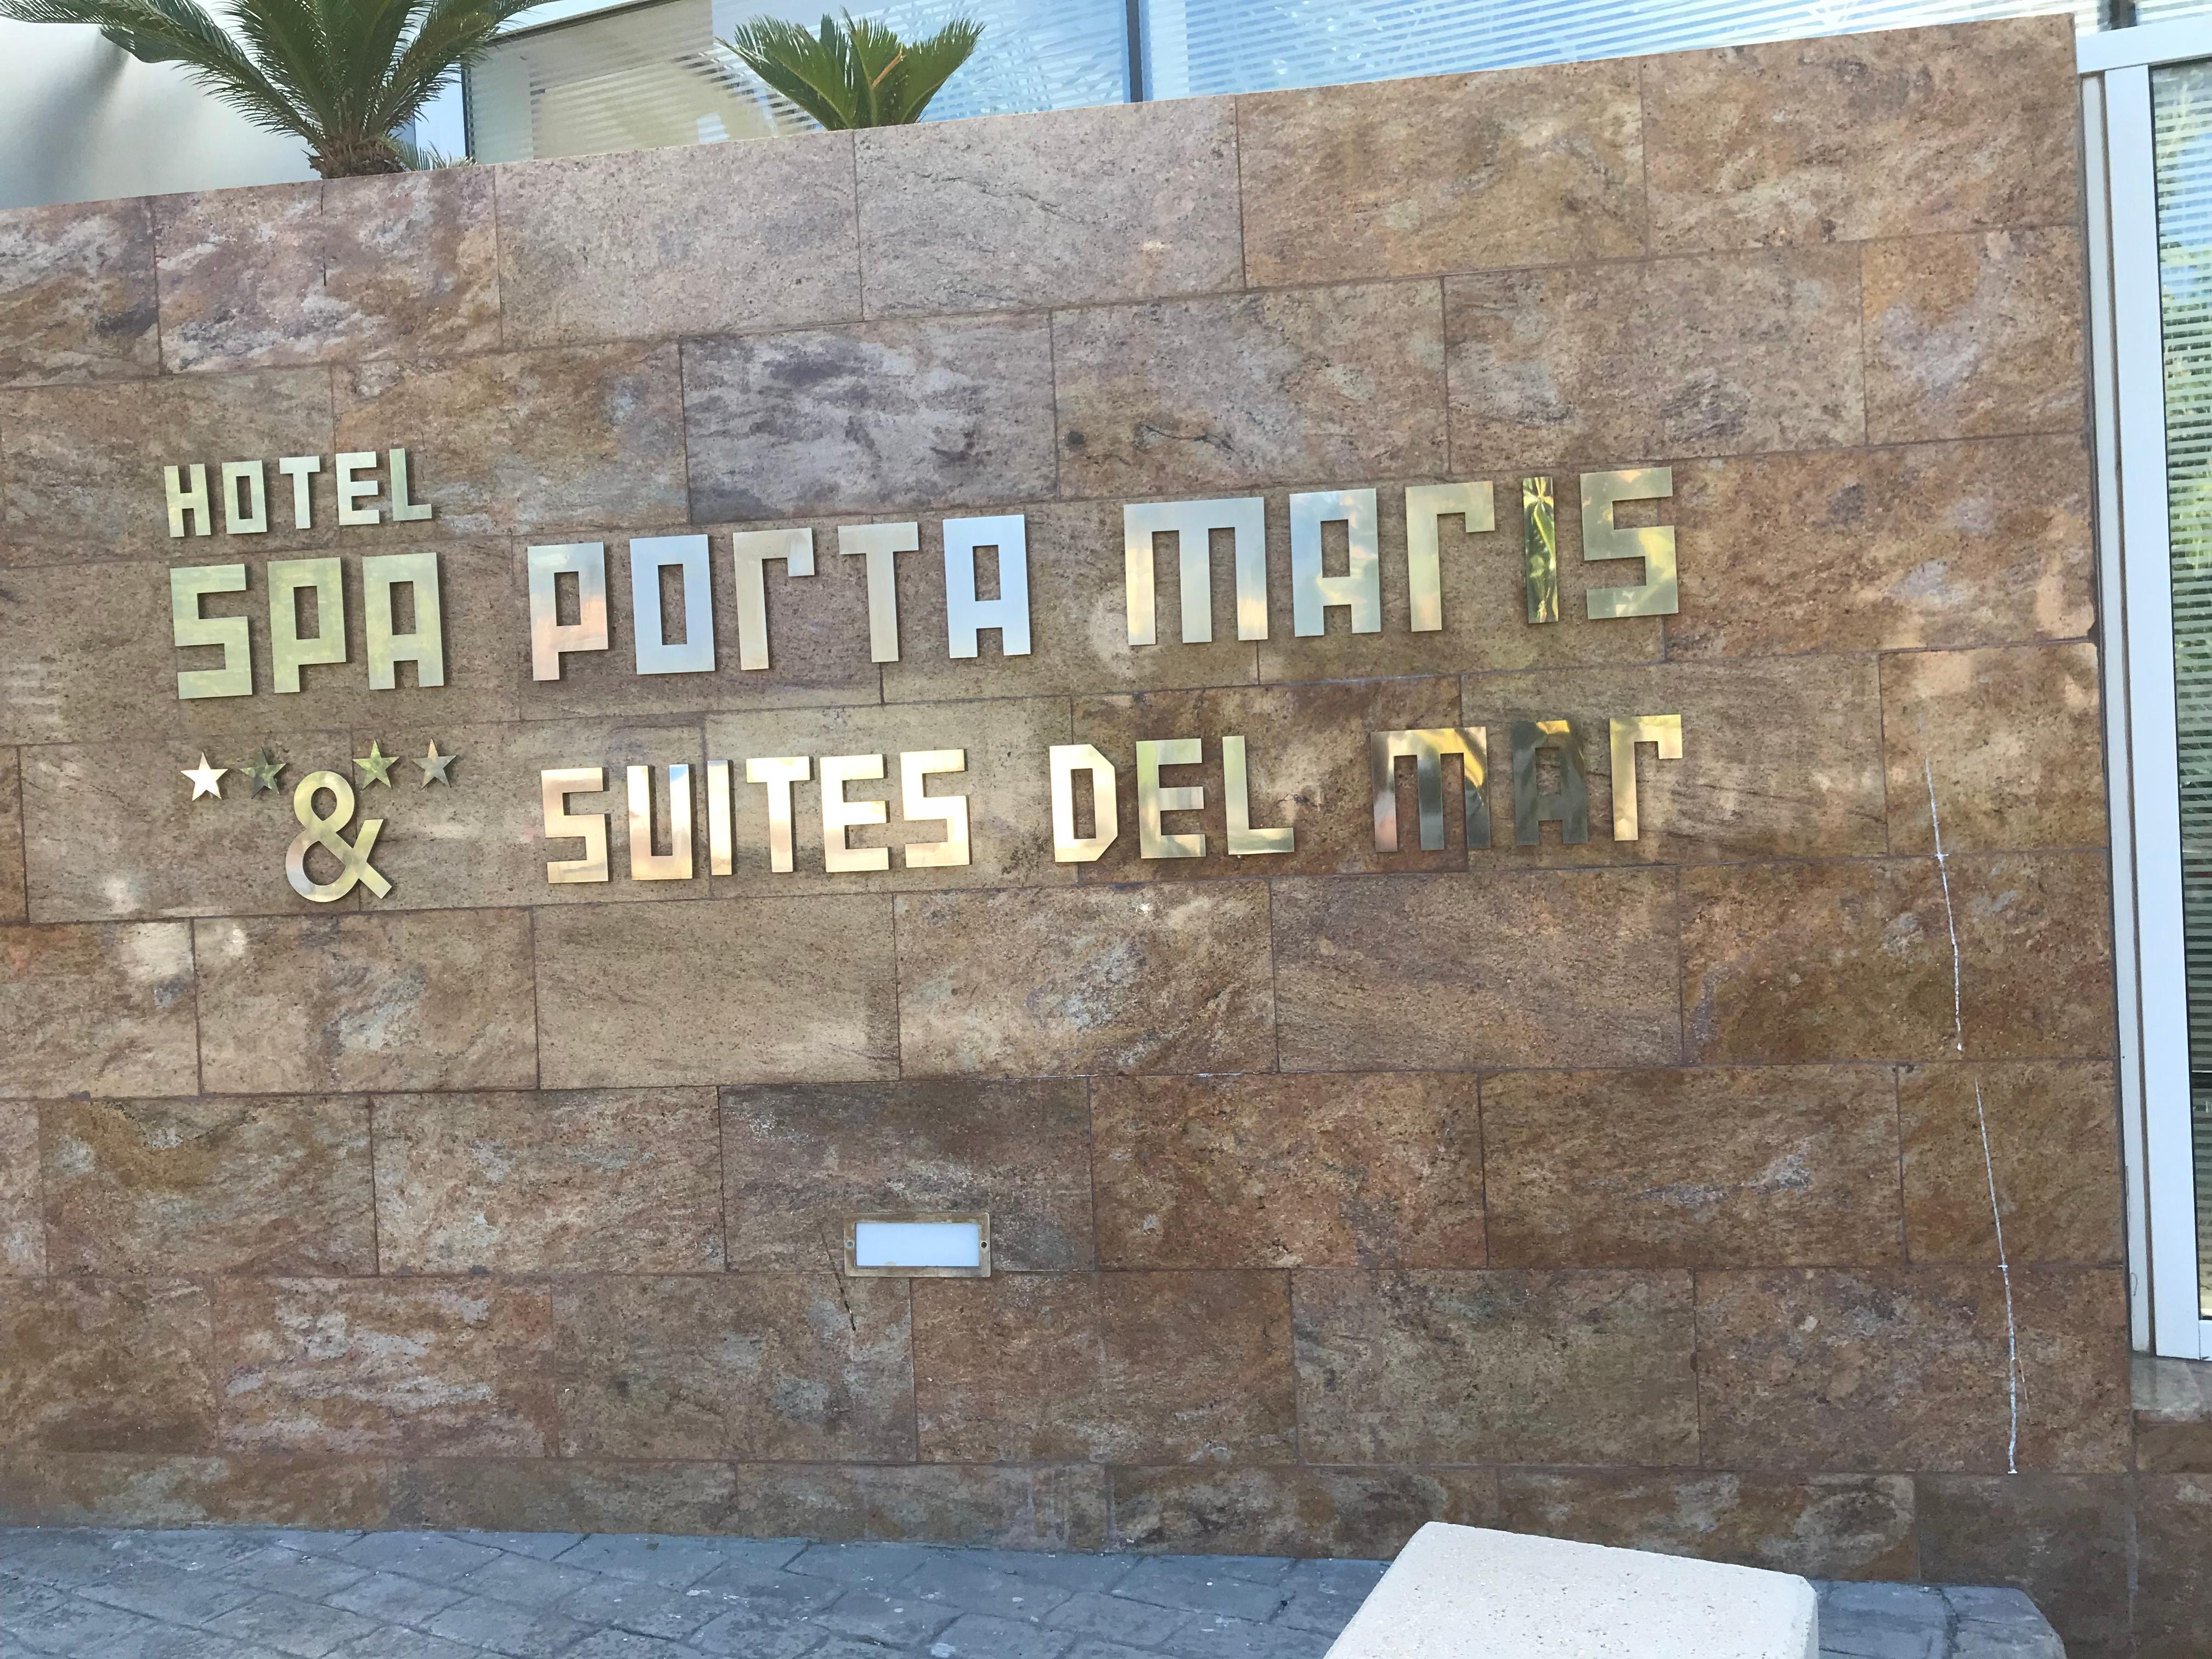 HOTEL
SPA PORTA MARIS
★★★★
& SUITES DEL MAR